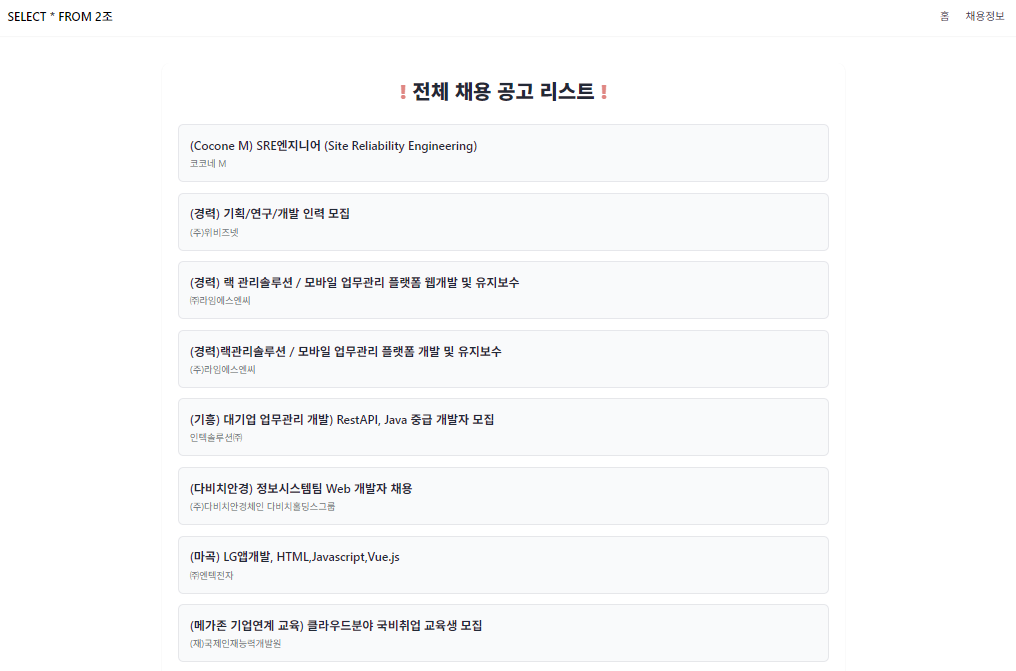 SELECT * FROM 2조
홈 채용정보
❗ 전체 채용 공고 리스트 ❗
(Cocone M) SRE엔지니어 (Site Reliability Engineering)
코코네 M
(경력) 기획/연구/개발 인력 모집
(주)위비즈넷
(경력) 랙 관리솔루션 / 모바일 업무관리 플랫폼 웹개발 및 유지보수
㈜라임에스앤씨
(경력)랙관리솔루션 / 모바일 업무관리 플랫폼 개발 및 유지보수
(주)라임에스앤씨
(기흥) 대기업 업무관리 개발) RestAPI, Java 중급 개발자 모집
인텍솔루션㈜
(다비치안경) 정보시스템팀 Web 개발자 채용
(주)다비치안경체인 다비치홀딩스그룹
(마곡) LG앱개발, HTML,Javascript,Vue.js
㈜엔텍전자
(메가존 기업연계 교육) 클라우드분야 국비취업 교육생 모집
(재)국제인재능력개발원